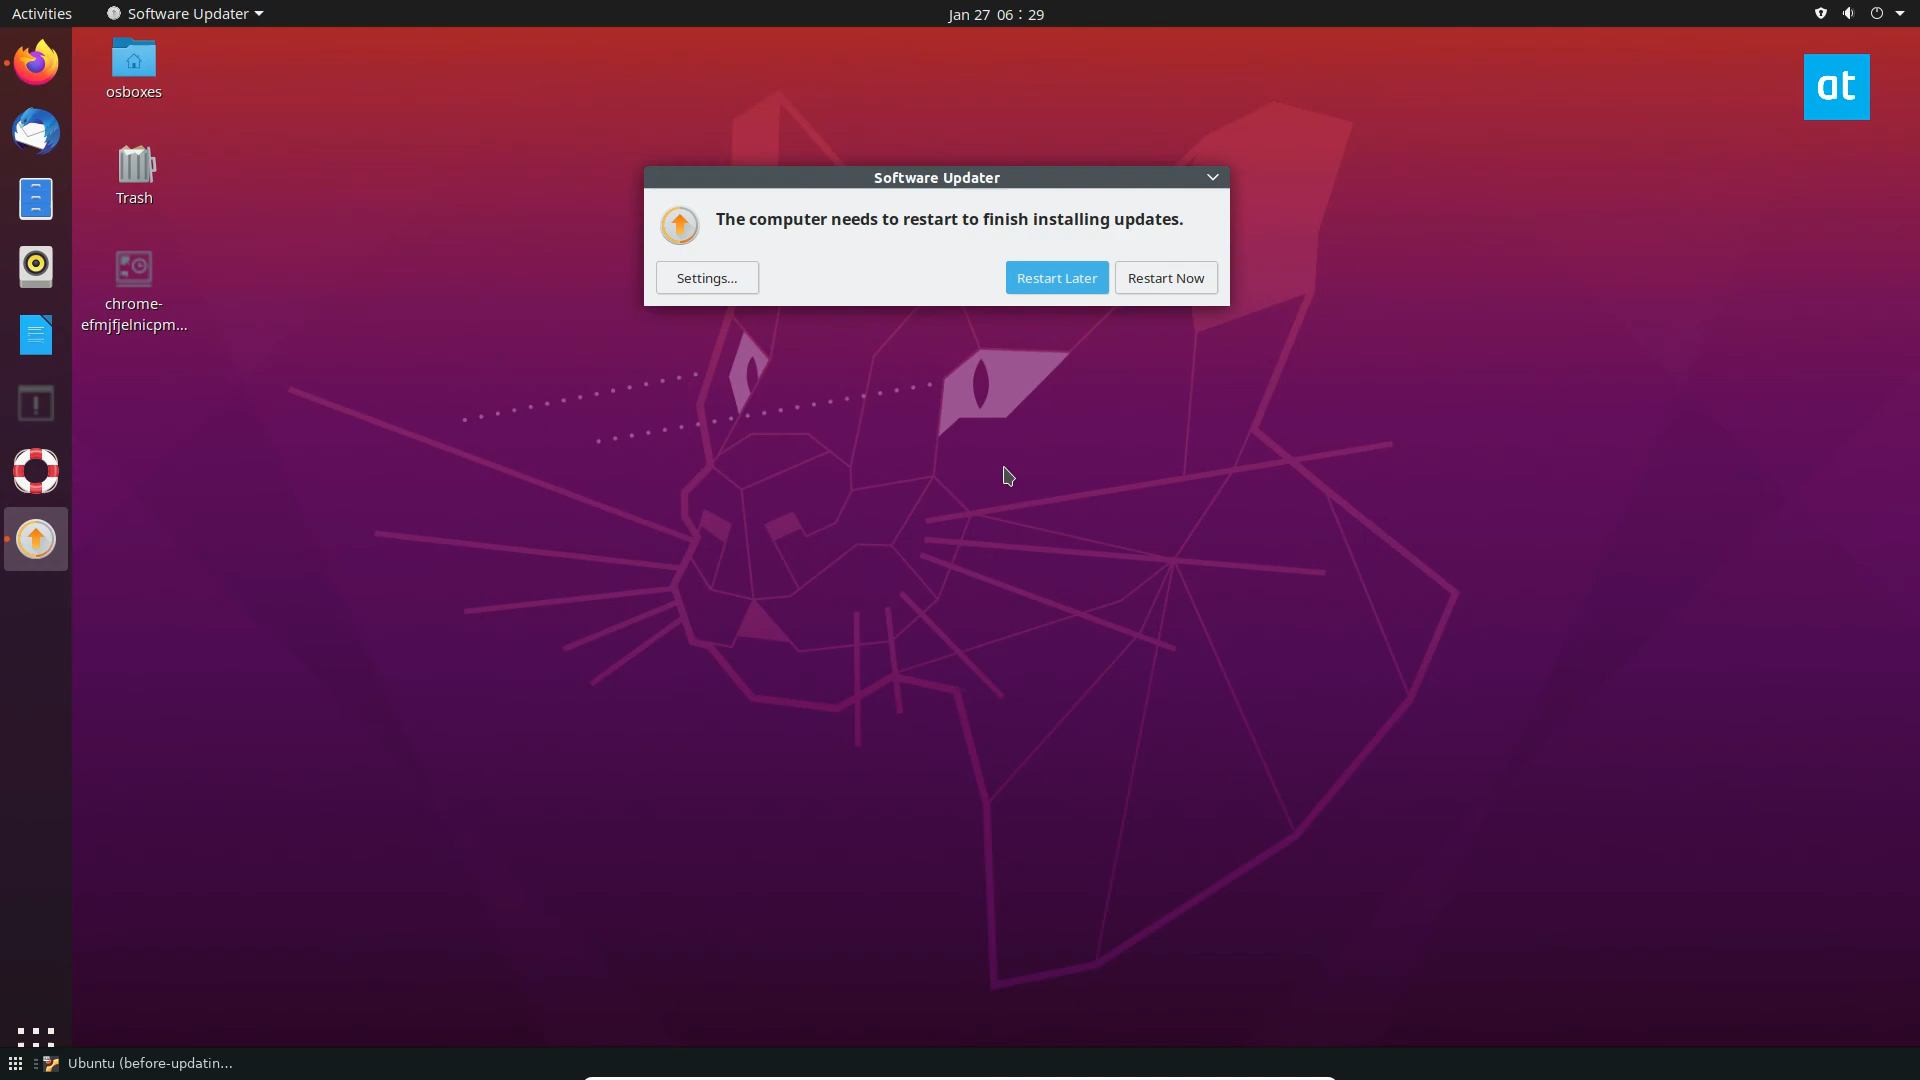 Activities
Software Updater
Jan 27 06:29
osboxes
at
Trash
chrome-
efmjfjelnicpm...
Software Updater
The computer needs to restart to finish installing updates.
Settings...
Restart Later
Restart Now
Ubuntu (before-updatin...